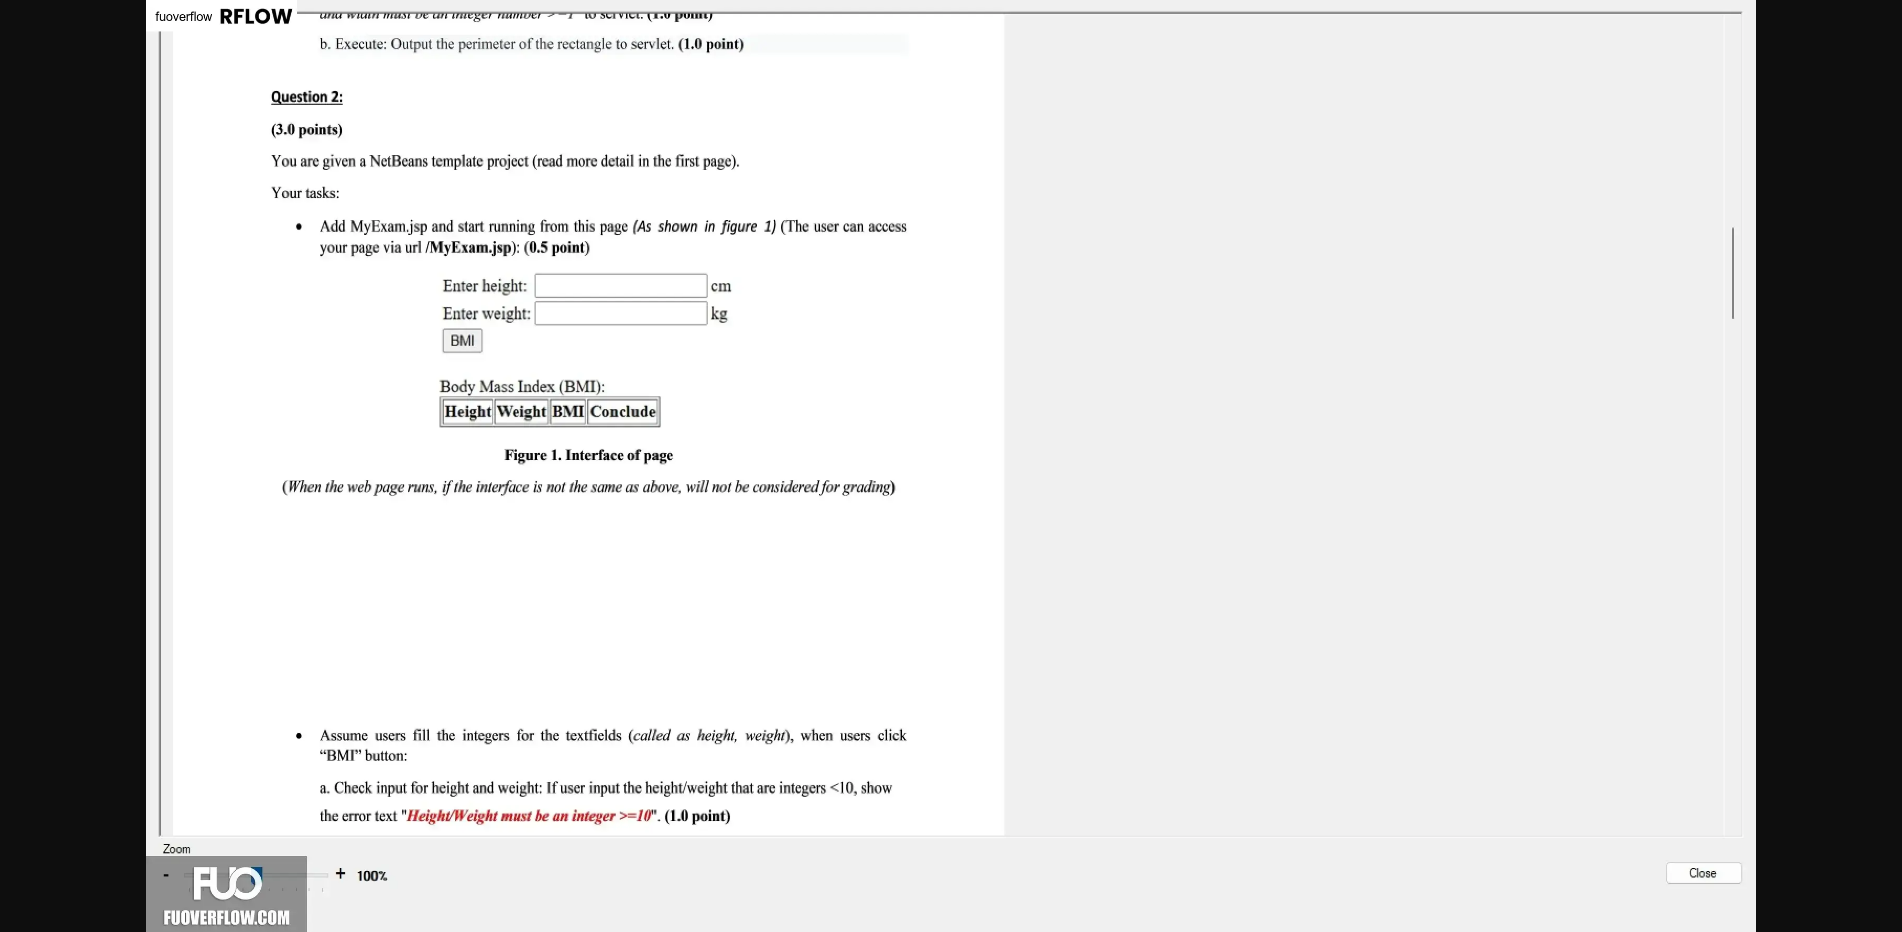 fuoverflow RFLOW
and width must be an integer number >=1" to servlet. (1.0 point)
b. Execute: Output the perimeter of the rectangle to servlet. (1.0 point)
Question 2:
(3.0 points)
You are given a NetBeans template project (read more detail in the first page).
Your tasks:
• Add MyExam.jsp and start running from this page (As shown in figure 1) (The user can access
your page via url /MyExam.jsp): (0.5 point)
Enter height: cm
Enter weight: kg
BMI
Body Mass Index (BMI):
Height Weight BMI Conclude
Figure 1. Interface of page
(When the web page runs, if the interface is not the same as above, will not be considered for grading)
• Assume users fill the integers for the textfields (called as height, weight), when users click
“BMI” button:
a. Check input for height and weight: If user input the height/weight that are integers <10, show
the error text "Height/Weight must be an integer >=10". (1.0 point)
Zoom
- + 100%
Close
FUO
FUOVERFLOW.COM